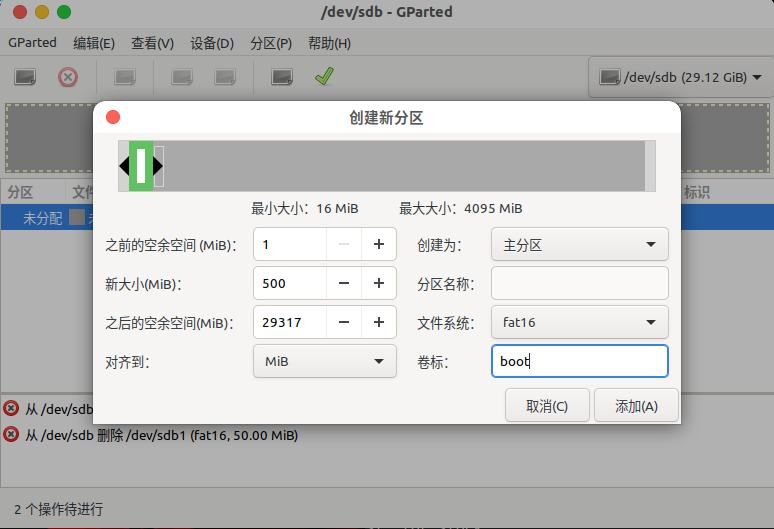 /dev/sdb - GParted
GParted 编辑(E) 查看(V) 设备(D) 分区(P) 帮助(H)
/dev/sdb (29.12 GiB)
创建新分区
分区 文件 标识
未分配
最小大小：16 MiB 最大大小：4095 MiB
之前的空余空间 (MiB)： 1 创建为： 主分区
新大小(MiB)： 500 分区名称：
之后的空余空间(MiB)： 29317 文件系统： fat16
对齐到： MiB 卷标： boot
取消(C) 添加(A)
从 /dev/sdb
从 /dev/sdb 删除 /dev/sdb1 (fat16, 50.00 MiB)
2 个操作待进行